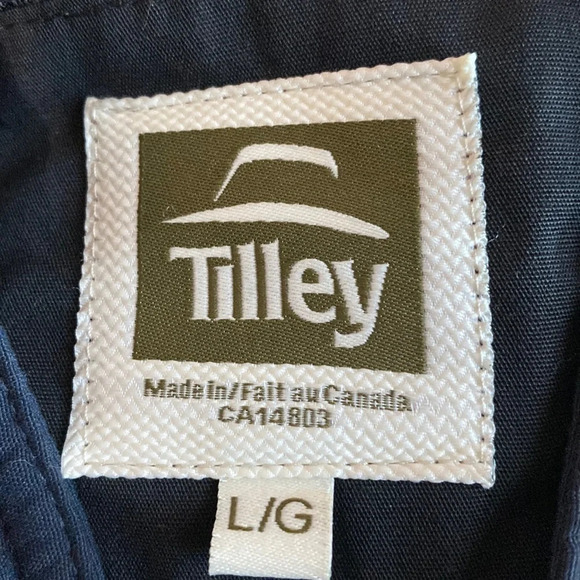 Tilley
Made in/Fait au Canada
CA14803
L/G